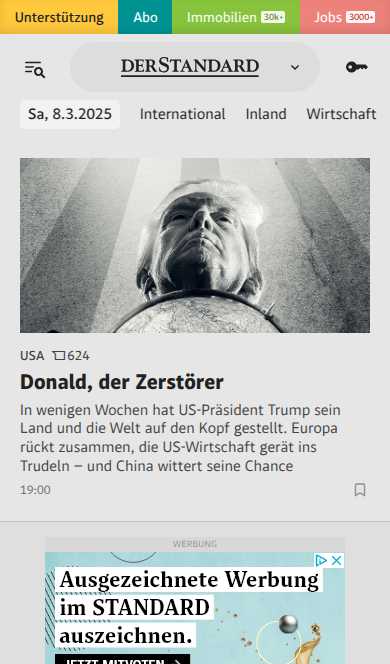 Unterstützung Abo Immobilien 30k+ Jobs 3000+
DERSTANDARD
Sa, 8.3.2025 International Inland Wirtschaft
USA 624
Donald, der Zerstörer
In wenigen Wochen hat US-Präsident Trump sein
Land und die Welt auf den Kopf gestellt. Europa
rückt zusammen, die US-Wirtschaft gerät ins
Trudeln – und China wittert seine Chance
19:00
WERBUNG
Ausgezeichnete Werbung
im STANDARD
auszeichnen.
JETZT MITVOTEN